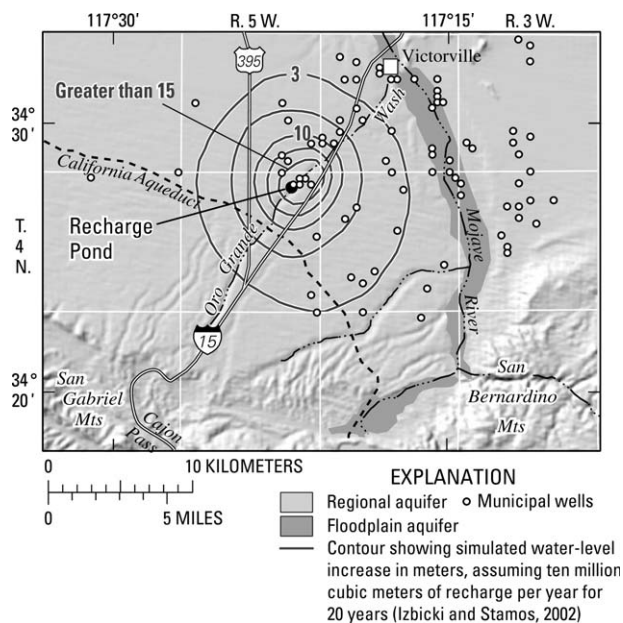 117°30'
R. 5 W.
117°15'
R. 3 W.
395
3
Victorville
Greater than 15
34°
30'
Wash
10
California Aqueduct
Recharge
Pond
T.
4
N.
Oro Grande
Mojave
River
15
34°
20'
San
Gabriel
Mts
Cajon
Pass
San
Bernardino
Mts
0 10 KILOMETERS
0 5 MILES
EXPLANATION
Regional aquifer Municipal wells
Floodplain aquifer
Contour showing simulated water-level
increase in meters, assuming ten million
cubic meters of recharge per year for
20 years (Izbicki and Stamos, 2002)